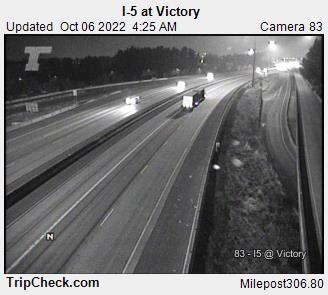 I-5 at Victory
Updated Oct 06 2022 4:25 AM Camera 83
T
N
83 - I5 @ Victory
TripCheck.com Milepost306.80